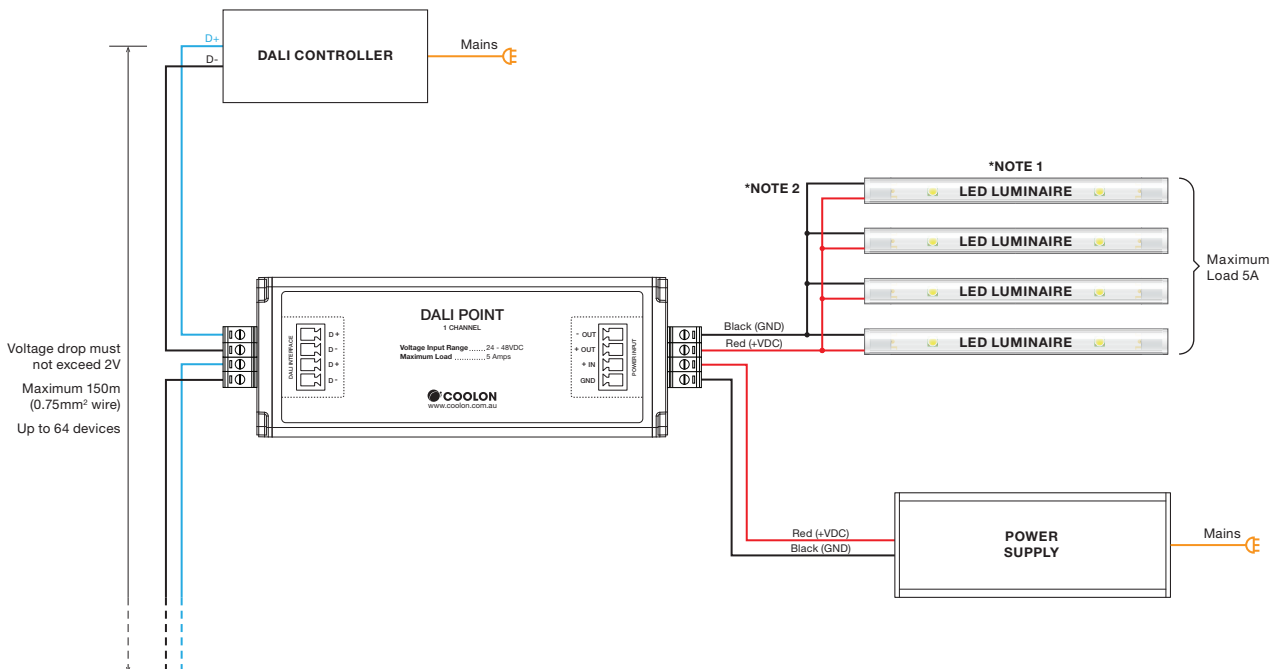 D+
D-
DALI CONTROLLER
Mains
*NOTE 1
*NOTE 2
LED LUMINAIRE
LED LUMINAIRE
LED LUMINAIRE
LED LUMINAIRE
Maximum
Load 5A
Voltage drop must
not exceed 2V
Maximum 150m
(0.75mm² wire)
Up to 64 devices
DALI INTERFACE
D+
D-
D+
D-
DALI POINT
1 CHANNEL
Voltage Input Range ...... 24 - 48VDC
Maximum Load ............ 5 Amps
COOLON
www.coolon.com.au
- OUT
+ OUT
+ IN
GND
POWER INPUT
Black (GND)
Red (+VDC)
Red (+VDC)
Black (GND)
POWER
SUPPLY
Mains